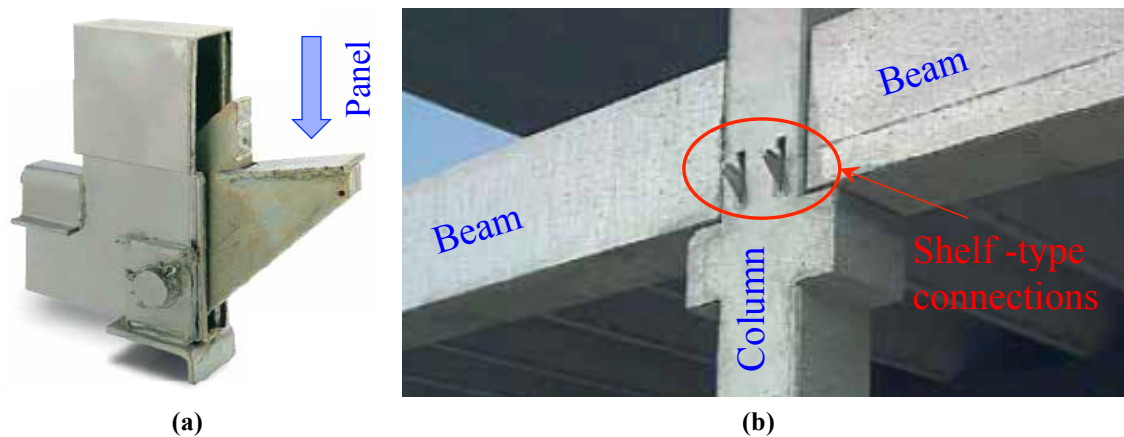 Panel
Beam
Beam
Column
Shelf -type
connections
(a)
(b)